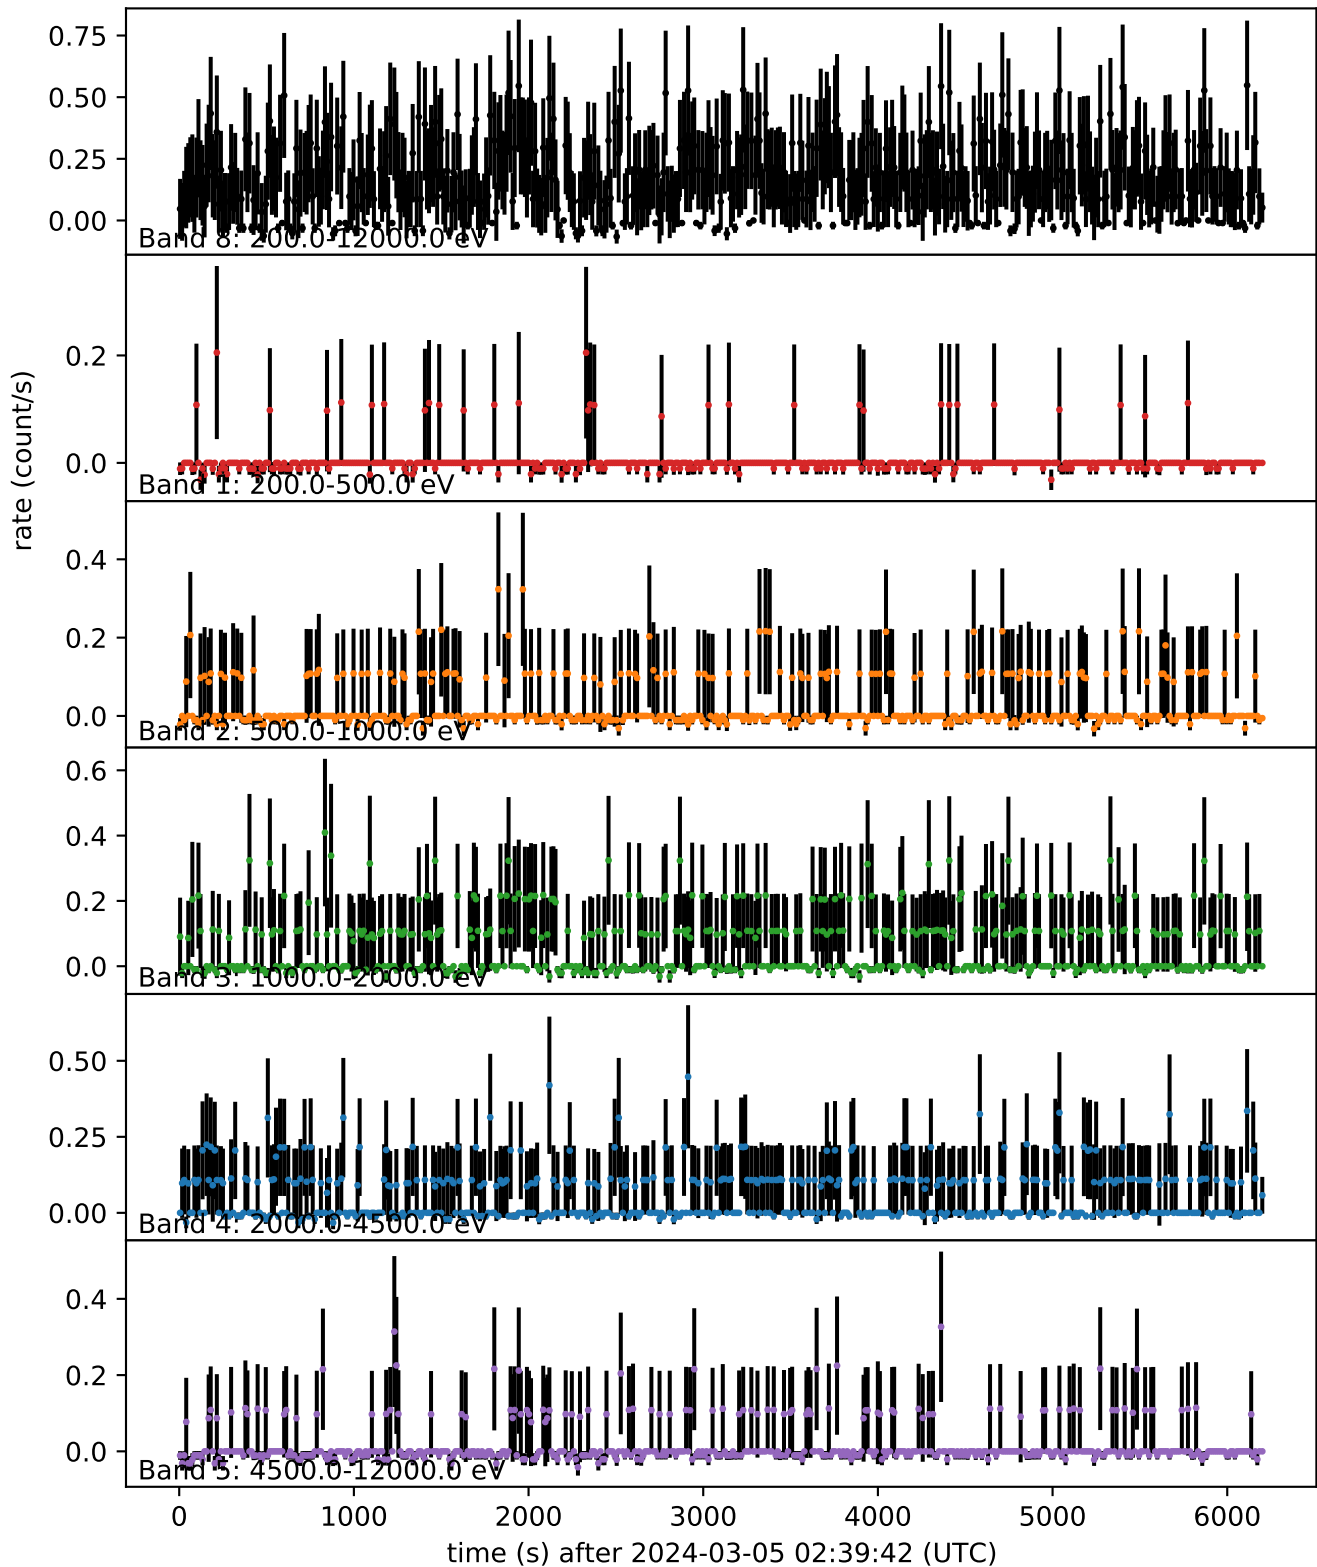 0.75
0.50
0.25
0.00
Band 8: 200.0-12000.0 eV
0.2
0.0
Band 1: 200.0-500.0 eV
rate (count/s)
0.4
0.2
0.0
Band 2: 500.0-1000.0 eV
0.6
0.4
0.2
0.0
Band 3: 1000.0-2000.0 eV
0.50
0.25
0.00
Band 4: 2000.0-4500.0 eV
0.4
0.2
0.0
Band 5: 4500.0-12000.0 eV
0 1000 2000 3000 4000 5000 6000
time (s) after 2024-03-05 02:39:42 (UTC)